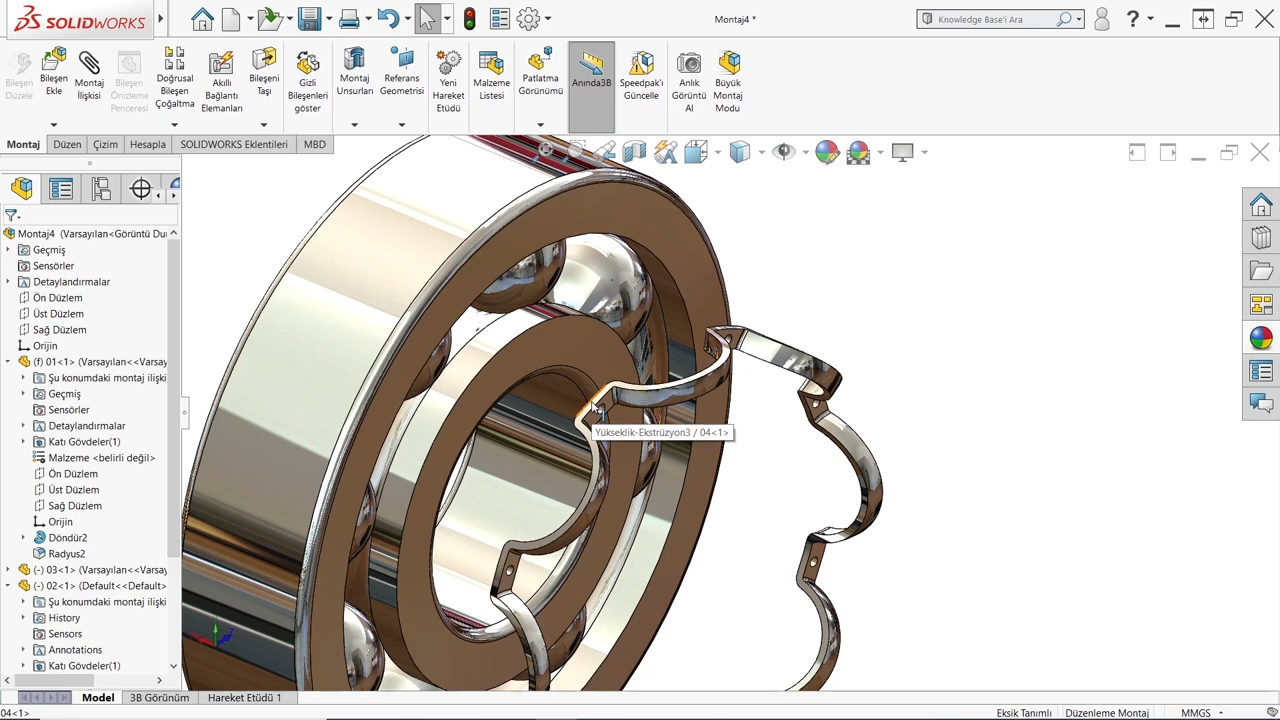 SOLIDWORKS
Montaj4 *
Knowledge Base'i Ara
Bileşen Düzele
Bileşen Ekle
Montaj İlişkisi
Bileşen Önizleme Penceresi
Doğrusal Bileşen Çoğaltma
Akıllı Bağlantı Elemanları
Bileşeni Taşı
Gizli Bileşenleri göster
Montaj Unsurları
Referans Geometrisi
Yeni Hareket Etüdü
Malzeme Listesi
Patlatma Görünümü
Anında3B
Speedpak'ı Güncelle
Anlık Görüntü Al
Büyük Montaj Modu
Montaj
Düzen
Çizim
Hesapla
SOLIDWORKS Eklentileri
MBD
Montaj4 (Varsayılan<Görüntü Du
Geçmiş
Sensörler
Detaylandırmalar
Ön Düzlem
Üst Düzlem
Sağ Düzlem
Orijin
(f) 01<1> (Varsayılan<<Varsay
Şu konumdaki montaj ilişki
Geçmiş
Sensörler
Detaylandırmalar
Katı Gövdeler(1)
Malzeme <belirli değil>
Ön Düzlem
Üst Düzlem
Sağ Düzlem
Orijin
Döndür2
Radyus2
(-) 03<1> (Varsayılan<<Varsay
(-) 02<1> (Default<<Default>
Şu konumdaki montaj ilişkip
History
Sensors
Annotations
Katı Gövdeler(1)
Yükseklik-Ekstrüzyon3 / 04<1>
Model
3B Görünüm
Hareket Etüdü 1
04<1>
Eksik Tanımlı
Düzenleme Montaj
MMGS